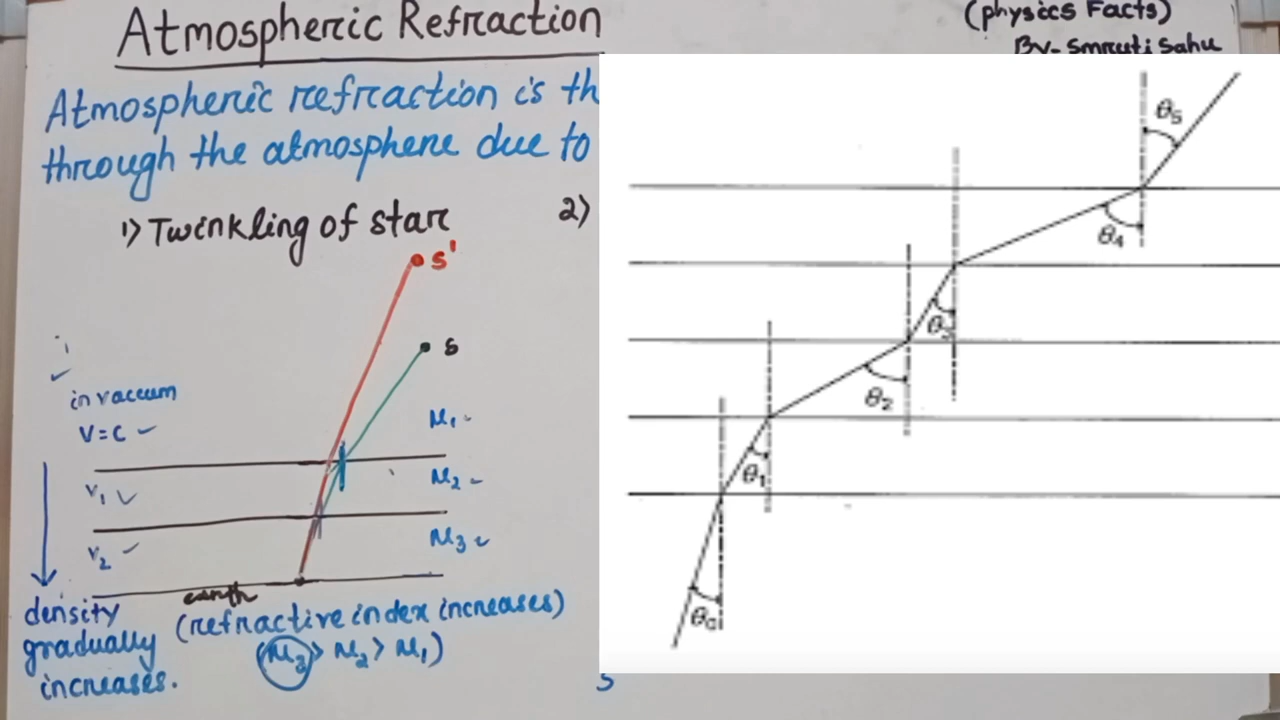 Atmospheric Refraction
(physics Facts)
By-Smruti Sahu
Atmospheric refraction is th
through the atmosphere due to
1) Twinkling of star
2)
S'
S
in vaccum
V=C
μ1
V1
μ2
V2
μ3
earth
density
gradually
increases.
(refractive index increases)
(μ3 > μ2 > μ1)
θ5
θ4
θ3
θ2
θ1
θ0